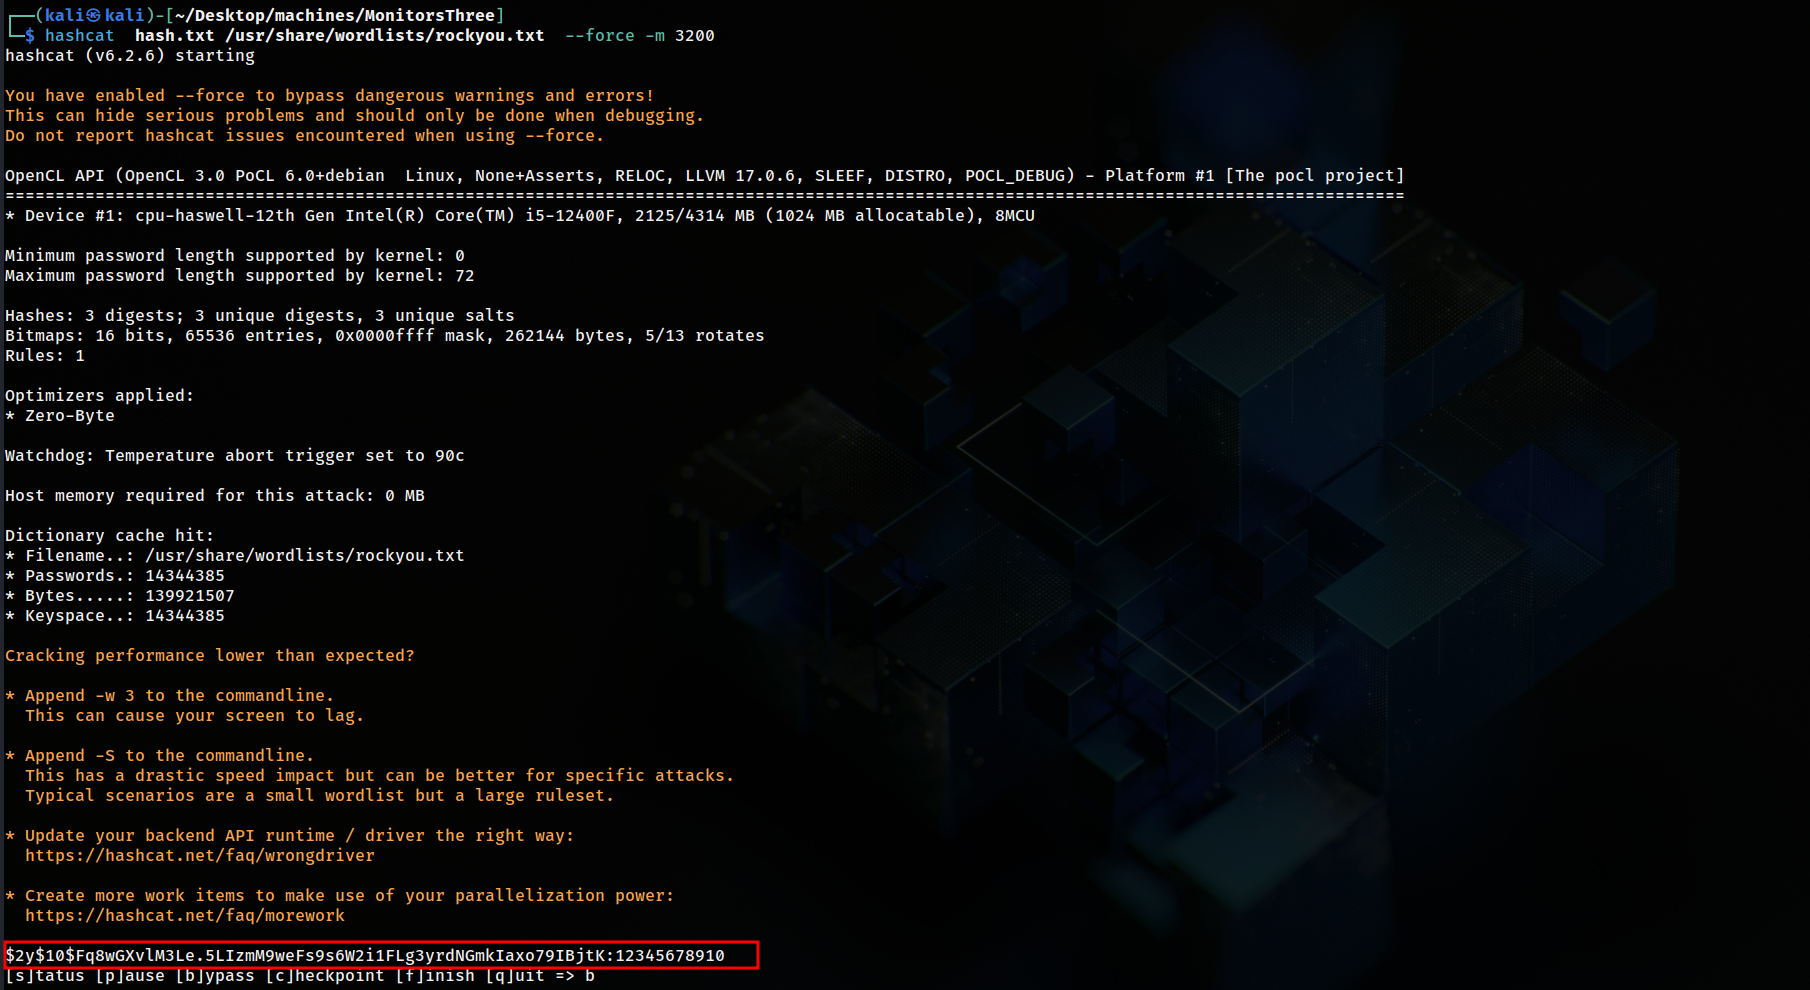 ┌──(kali㉿kali)-[~/Desktop/machines/MonitorsThree]
└─$ hashcat  hash.txt /usr/share/wordlists/rockyou.txt  --force -m 3200
hashcat (v6.2.6) starting
You have enabled --force to bypass dangerous warnings and errors!
This can hide serious problems and should only be done when debugging.
Do not report hashcat issues encountered when using --force.
OpenCL API (OpenCL 3.0 PoCL 6.0+debian  Linux, None+Asserts, RELOC, LLVM 17.0.6, SLEEF, DISTRO, POCL_DEBUG) - Platform #1 [The pocl project]
============================================================================================================================================
* Device #1: cpu-haswell-12th Gen Intel(R) Core(TM) i5-12400F, 2125/4314 MB (1024 MB allocatable), 8MCU
Minimum password length supported by kernel: 0
Maximum password length supported by kernel: 72
Hashes: 3 digests; 3 unique digests, 3 unique salts
Bitmaps: 16 bits, 65536 entries, 0x0000ffff mask, 262144 bytes, 5/13 rotates
Rules: 1
Optimizers applied:
* Zero-Byte
Watchdog: Temperature abort trigger set to 90c
Host memory required for this attack: 0 MB
Dictionary cache hit:
* Filename..: /usr/share/wordlists/rockyou.txt
* Passwords.: 14344385
* Bytes.....: 139921507
* Keyspace..: 14344385
Cracking performance lower than expected?
* Append -w 3 to the commandline.
  This can cause your screen to lag.
* Append -S to the commandline.
  This has a drastic speed impact but can be better for specific attacks.
  Typical scenarios are a small wordlist but a large ruleset.
* Update your backend API runtime / driver the right way:
  https://hashcat.net/faq/wrongdriver
* Create more work items to make use of your parallelization power:
  https://hashcat.net/faq/morework
$2y$10$Fq8wGXvlM3Le.5LIzmM9weFs9s6W2i1FLg3yrdNGmkIaxo79IBjtK:12345678910
[s]tatus [p]ause [b]ypass [c]heckpoint [f]inish [q]uit => b